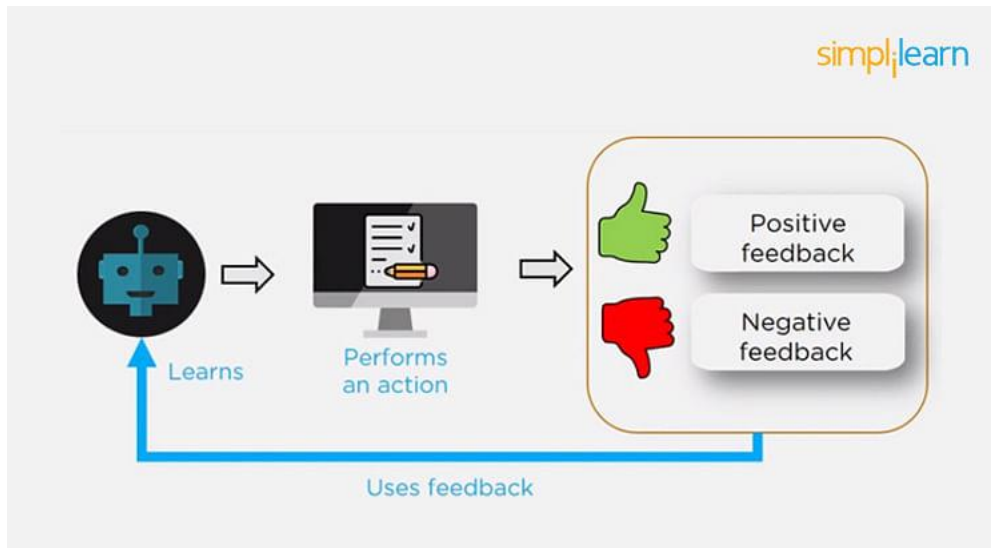 simplilearn
Positive
feedback
Negative
feedback
Learns
Performs
an action
Uses feedback